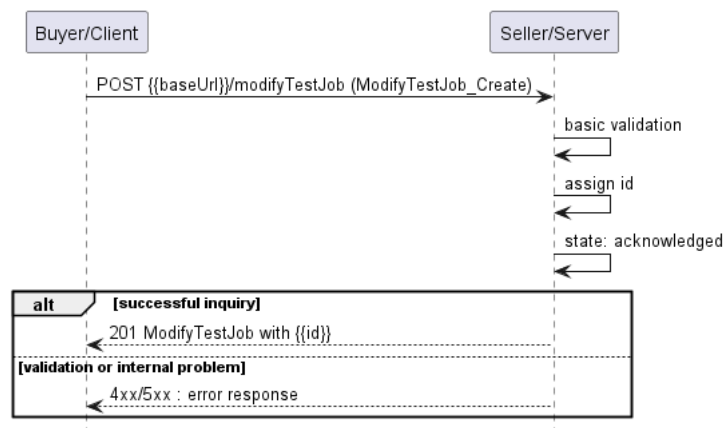 Buyer/Client
Seller/Server
POST {{baseUrl}}/modifyTestJob (ModifyTestJob_Create)
basic validation
assign id
state: acknowledged
alt
[successful inquiry]
201 ModifyTestJob with {{id}}
[validation or internal problem]
4xx/5xx : error response